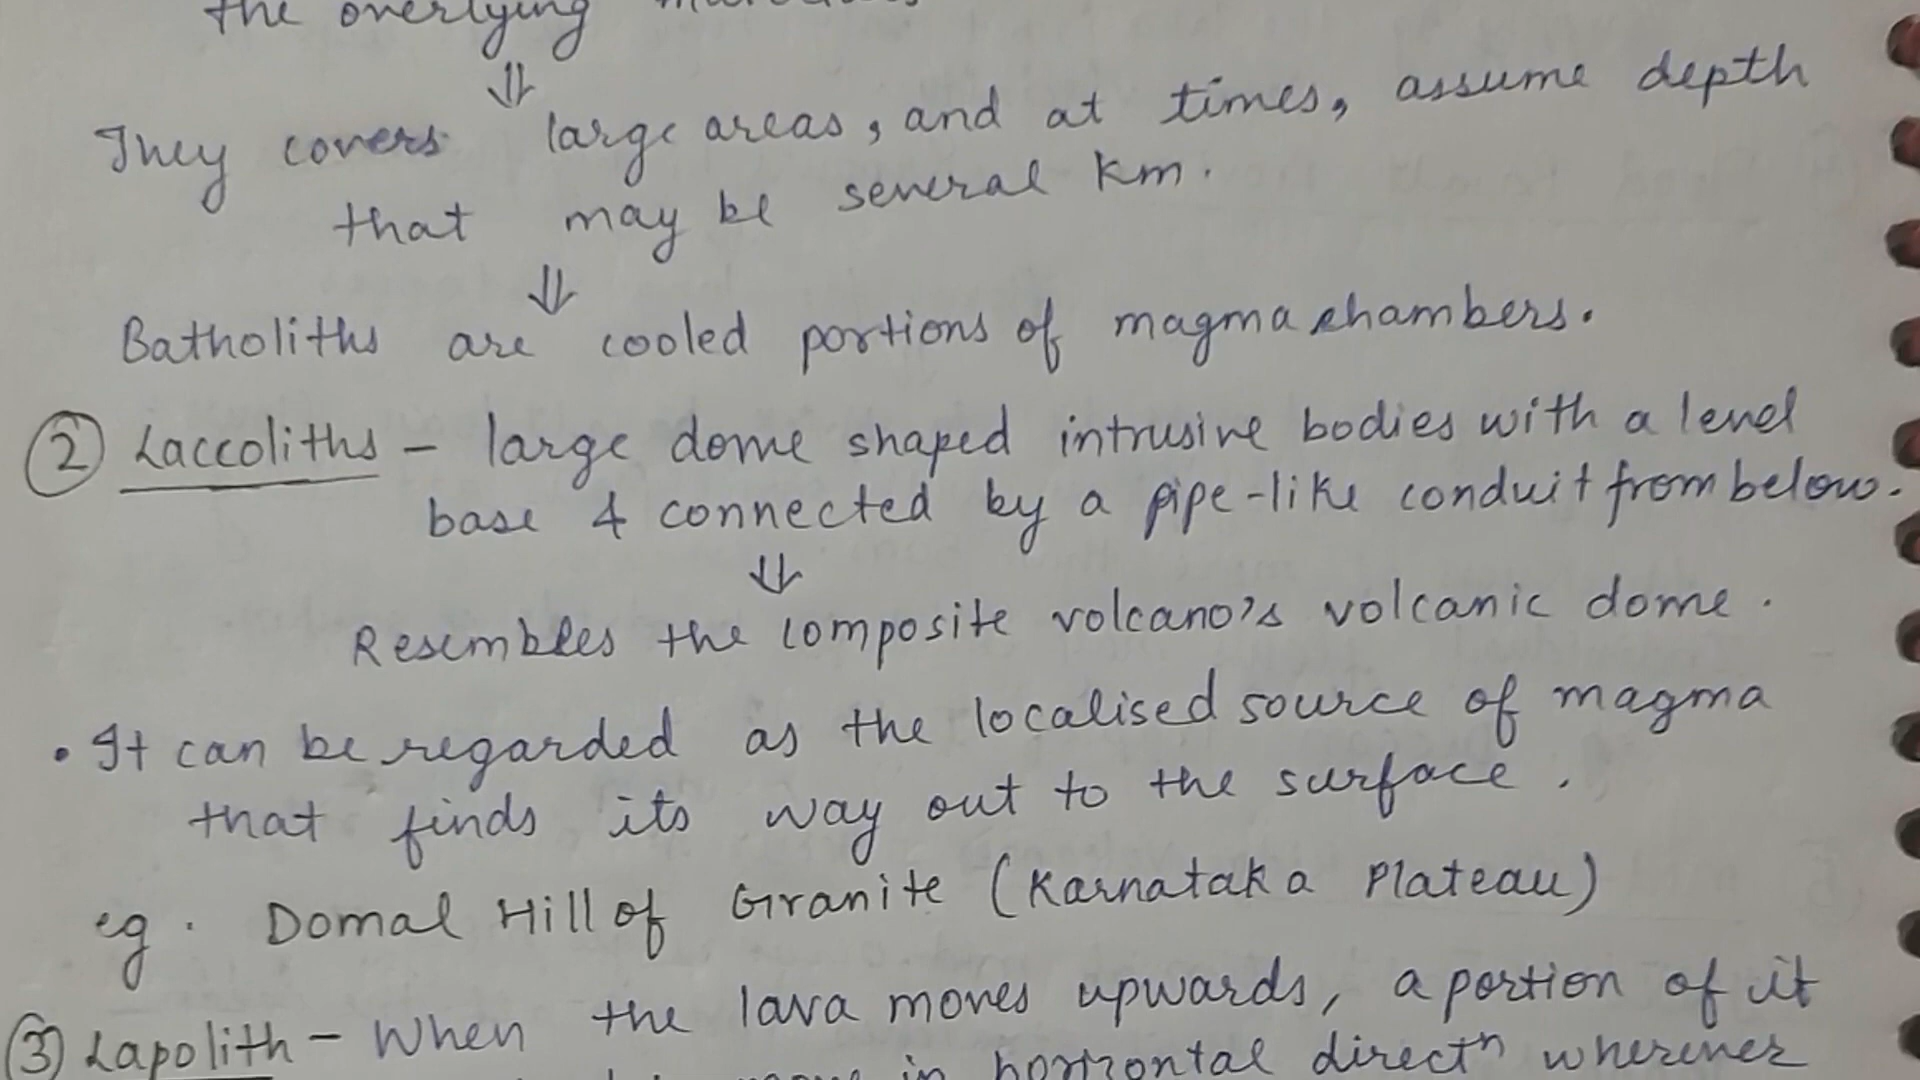 the overlying
⇓
They covers large areas, and at times, assume depth
that may be several km.
⇓
Batholiths are cooled portions of magma chambers.
② Laccoliths - large dome shaped intrusive bodies with a level
base & connected by a pipe-like conduit from below.
⇓
Resembles the composite volcano's volcanic dome.
• It can be regarded as the localised source of magma
that finds its way out to the surface.
eg. Domal Hill of Granite (Karnataka Plateau)
③ Lapolith - When the lava moves upwards, a portion of it
in horizontal directⁿ wherever